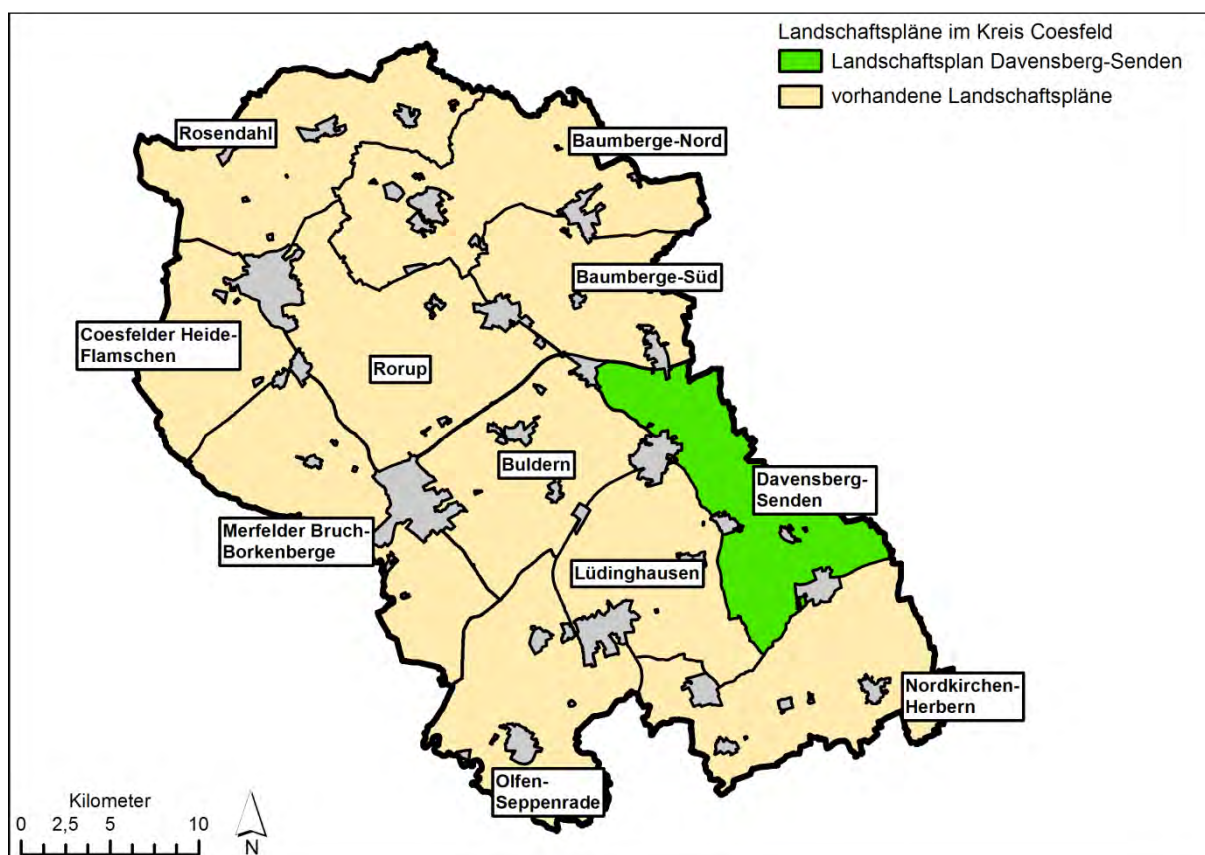 Landschaftspläne im Kreis Coesfeld
Landschaftsplan Davensberg-Senden
vorhandene Landschaftspläne
Rosendahl
Baumberge-Nord
Baumberge-Süd
Coesfelder Heide-
Flamschen
Rorup
Buldern
Davensberg-
Senden
Merfelder Bruch-
Borkenberge
Lüdinghausen
Nordkirchen-
Herbern
Olfen-
Seppenrade
Kilometer
0 2,5 5 10
N